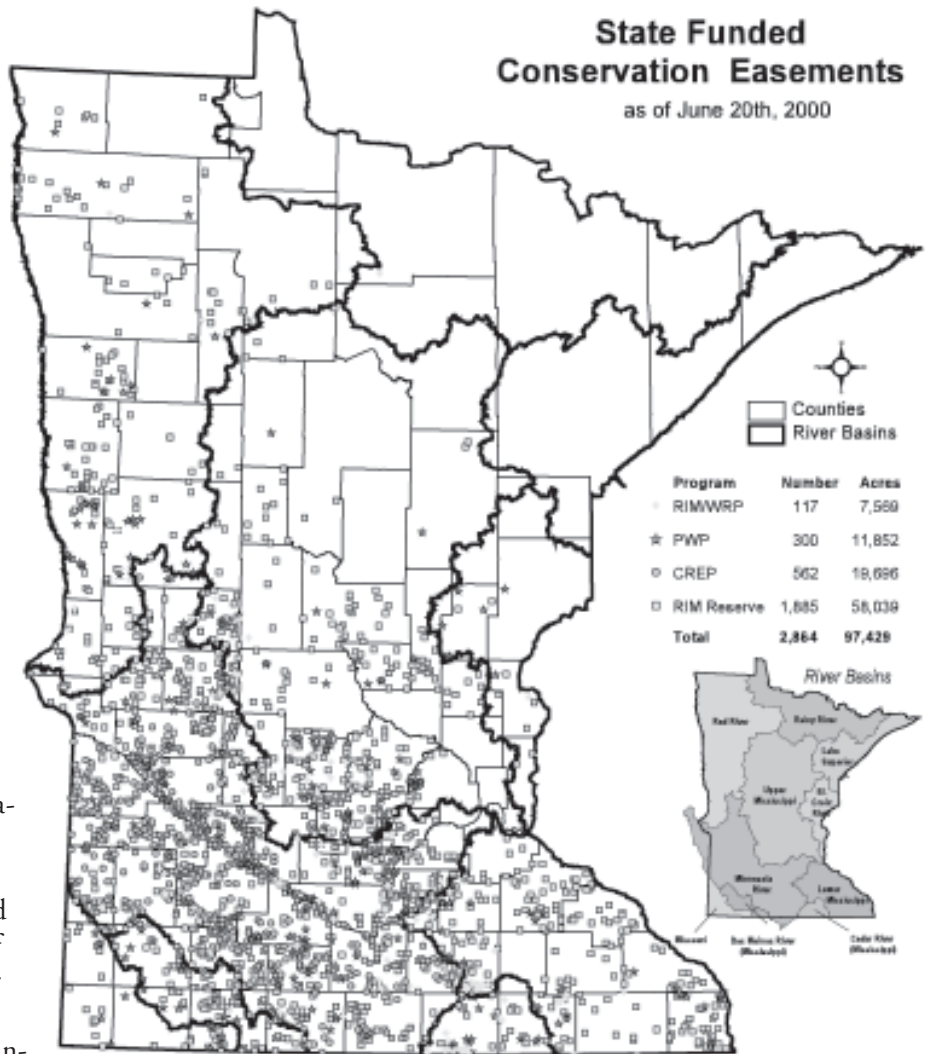 State Funded
Conservation Easements
as of June 20th, 2000
Counties
River Basins
Program Number Acres
RIM/WRP 117 7,569
PWP 300 11,852
CREP 562 19,696
RIM Reserve 1,885 58,039
Total 2,864 97,429
River Basins
Red River
Rainy River
Lake
Superior
Upper
Mississippi
St.
Croix
Minnesota
River
Lower
Mississippi
Missouri
Des Moines River
(Mississippi)
Cedar River
(Mississippi)
a-
d
r
n-